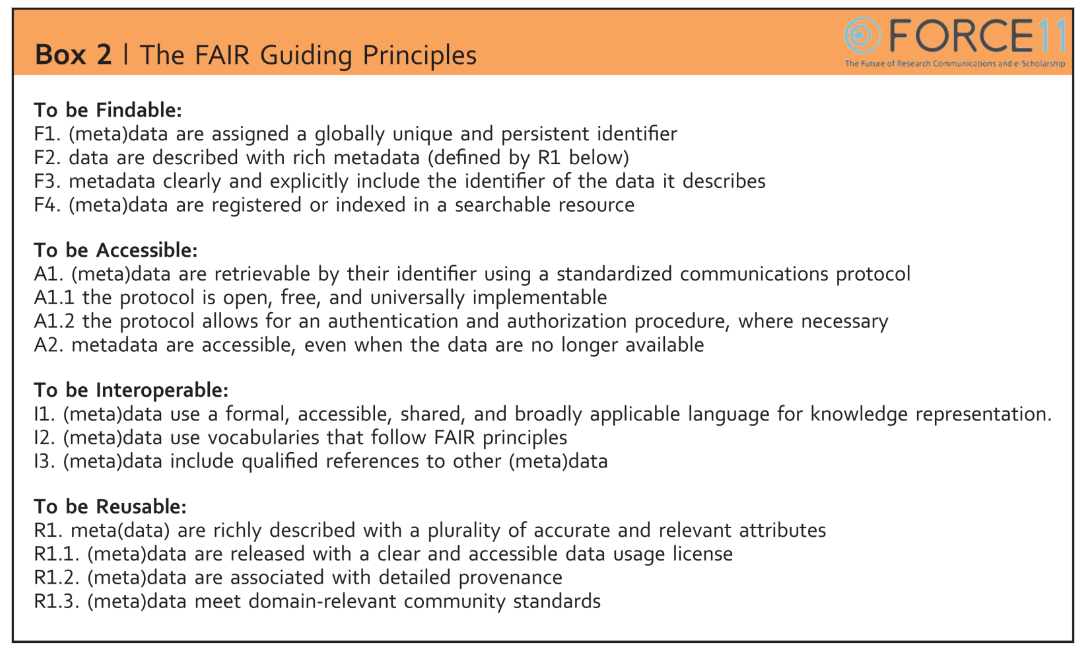 Box 2 | The FAIR Guiding Principles
FORCE11
The Future of Research Communications and e-Scholarship
To be Findable:
F1. (meta)data are assigned a globally unique and persistent identifier
F2. data are described with rich metadata (defined by R1 below)
F3. metadata clearly and explicitly include the identifier of the data it describes
F4. (meta)data are registered or indexed in a searchable resource
To be Accessible:
A1. (meta)data are retrievable by their identifier using a standardized communications protocol
A1.1 the protocol is open, free, and universally implementable
A1.2 the protocol allows for an authentication and authorization procedure, where necessary
A2. metadata are accessible, even when the data are no longer available
To be Interoperable:
I1. (meta)data use a formal, accessible, shared, and broadly applicable language for knowledge representation.
I2. (meta)data use vocabularies that follow FAIR principles
I3. (meta)data include qualified references to other (meta)data
To be Reusable:
R1. meta(data) are richly described with a plurality of accurate and relevant attributes
R1.1. (meta)data are released with a clear and accessible data usage license
R1.2. (meta)data are associated with detailed provenance
R1.3. (meta)data meet domain-relevant community standards